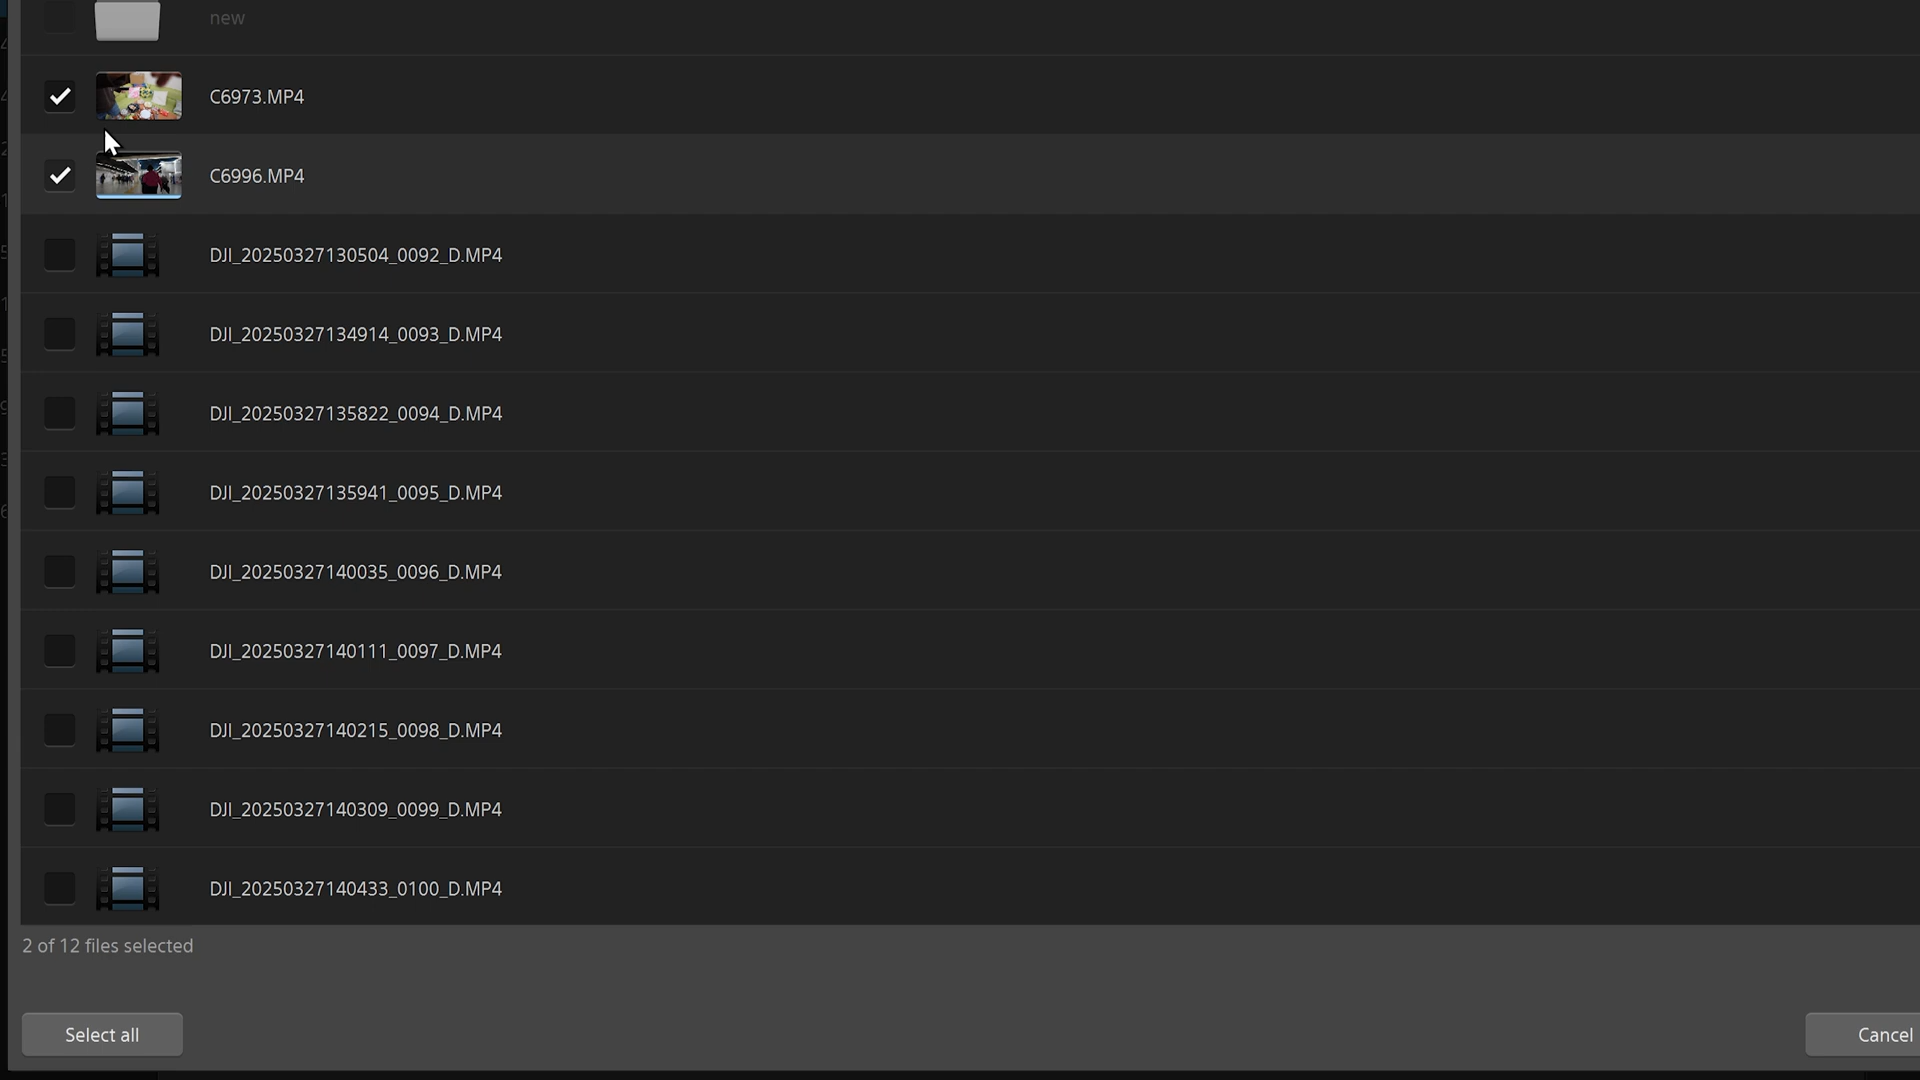 new
C6973.MP4
C6996.MP4
DJI_20250327130504_0092_D.MP4
DJI_20250327134914_0093_D.MP4
DJI_20250327135822_0094_D.MP4
DJI_20250327135941_0095_D.MP4
DJI_20250327140035_0096_D.MP4
DJI_20250327140111_0097_D.MP4
DJI_20250327140215_0098_D.MP4
DJI_20250327140309_0099_D.MP4
DJI_20250327140433_0100_D.MP4
2 of 12 files selected
Select all
Cancel